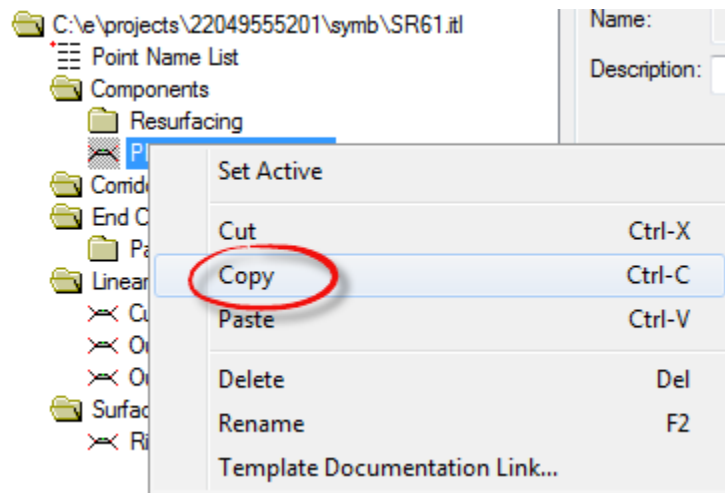 C:\e\projects\22049555201\symb\SR61.itl
Point Name List
Components
Resurfacing
Name:
Description:
Set Active
Cut Ctrl-X
Copy Ctrl-C
Paste Ctrl-V
Delete Del
Rename F2
Template Documentation Link...